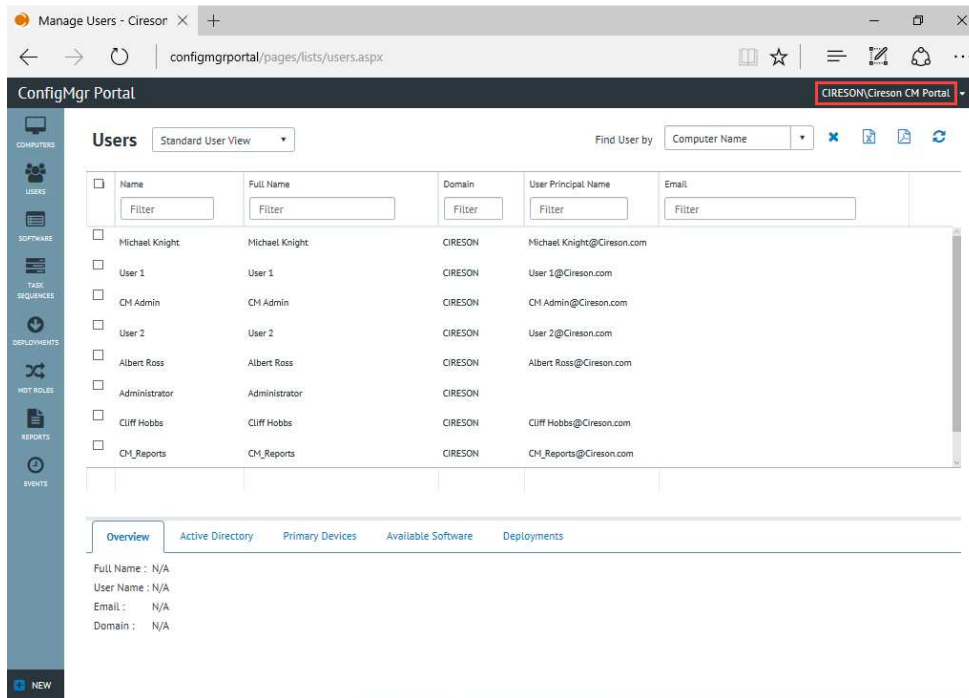 Manage Users - Cireson
configmgrportal/pages/lists/users.aspx
ConfigMgr Portal
CIRESON\Cireson CM Portal
COMPUTERS
USERS
SOFTWARE
TASK
SEQUENCES
DEPLOYMENTS
MDT ROLES
REPORTS
EVENTS
NEW
Users
Standard User View
Find User by
Computer Name
Name Full Name Domain User Principal Name Email
Filter Filter Filter Filter Filter
Michael Knight Michael Knight CIRESON Michael Knight@Cireson.com
User 1 User 1 CIRESON User 1@Cireson.com
CM Admin CM Admin CIRESON CM Admin@Cireson.com
User 2 User 2 CIRESON User 2@Cireson.com
Albert Ross Albert Ross CIRESON Albert Ross@Cireson.com
Administrator Administrator CIRESON
Cliff Hobbs Cliff Hobbs CIRESON Cliff Hobbs@Cireson.com
CM_Reports CM_Reports CIRESON CM_Reports@Cireson.com
Overview Active Directory Primary Devices Available Software Deployments
Full Name : N/A
User Name : N/A
Email : N/A
Domain : N/A